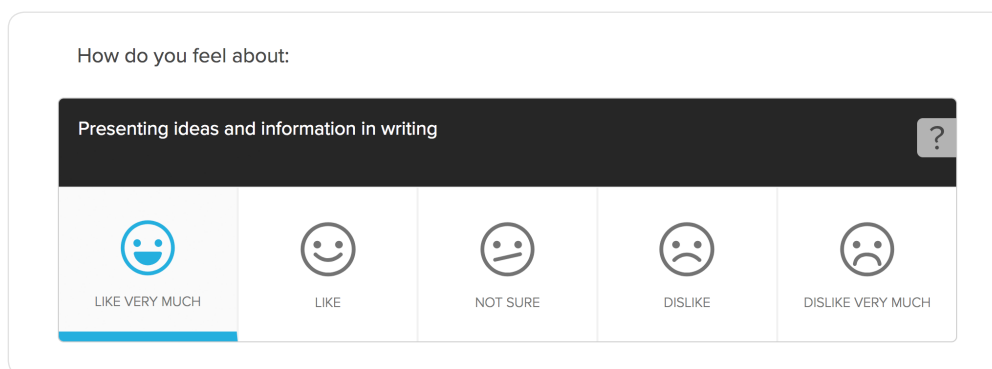 How do you feel about:
Presenting ideas and information in writing
?
LIKE VERY MUCH
LIKE
NOT SURE
DISLIKE
DISLIKE VERY MUCH